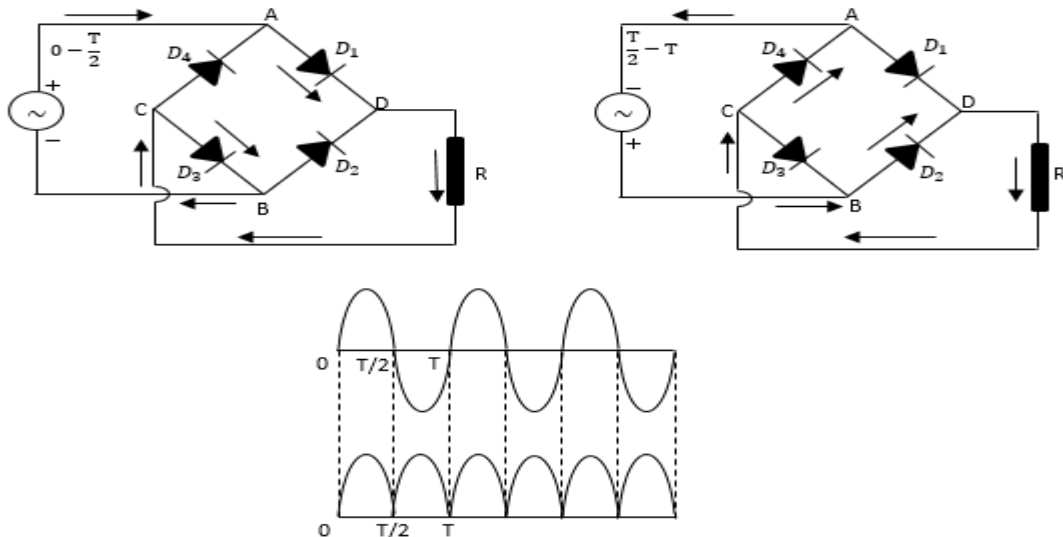 A
0 − T/2
D₄
D₁
+
~
−
C
D
D₃
D₂
R
B
A
T/2 − T
D₄
D₁
−
~
+
C
D
D₃
D₂
R
B
0 T/2 T
0 T/2 T